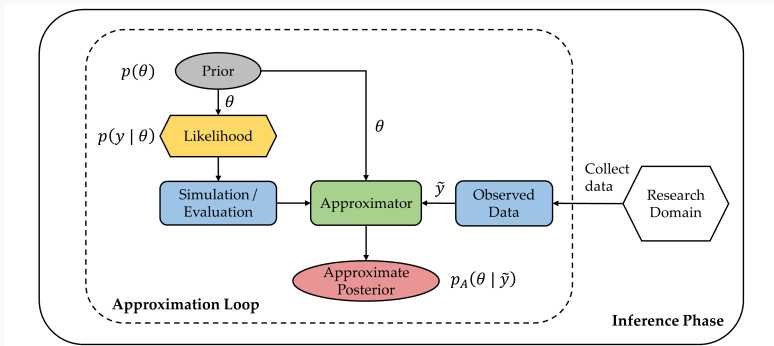 p(θ)
Prior
θ
p(y | θ)
Likelihood
θ
Simulation /
Evaluation
Approximator
ỹ
Observed
Data
Collect
data
Research
Domain
Approximate
Posterior
p_A(θ | ỹ)
Approximation Loop
Inference Phase